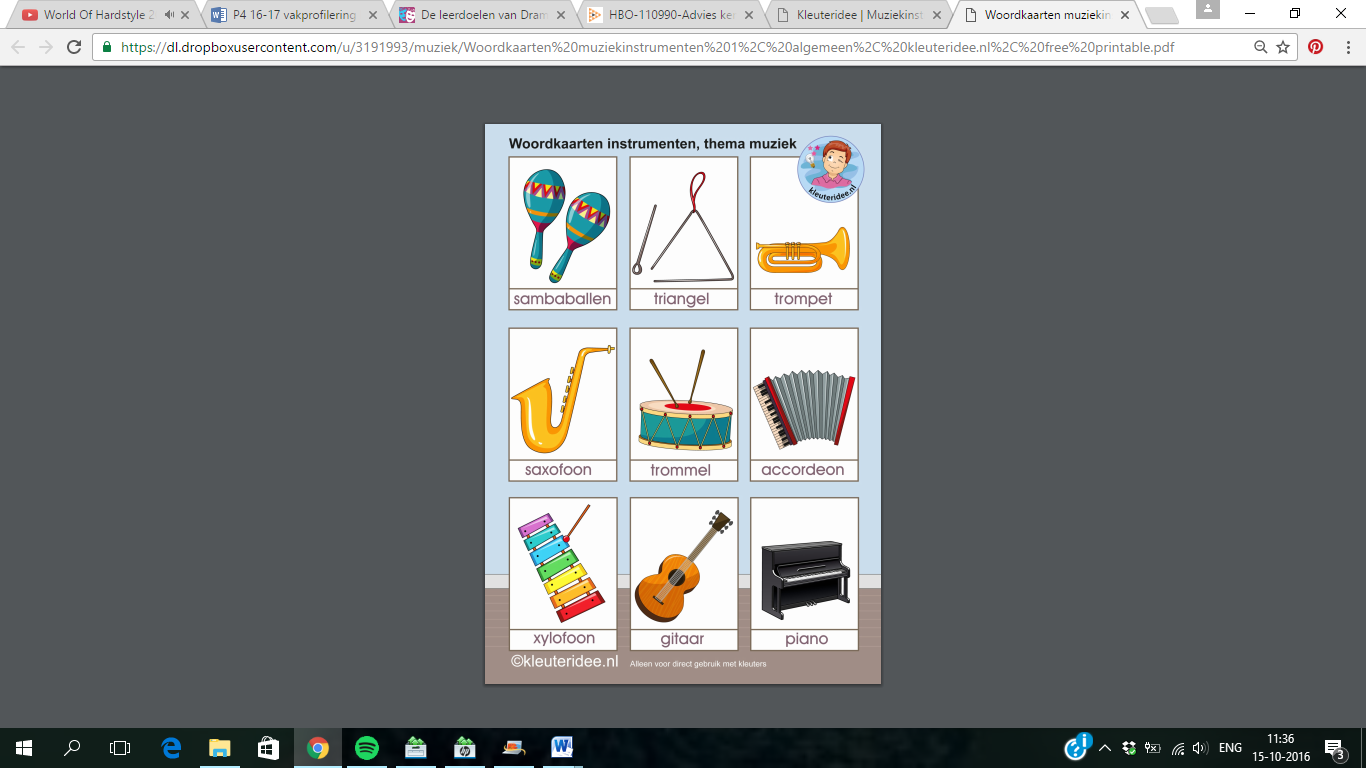 World Of Hardstyle 2
P4 16-17 vakprofilering
De leerdoelen van Dram
HBO-110990-Advies ker
Kleuteridee | Muziekinst
Woordkaarten muziekin
https://dl.dropboxusercontent.com/u/3191993/muziek/Woordkaarten%20muziekinstrumenten%201%2C%20algemeen%2C%20kleuteridee.nl%2C%20free%20printable.pdf
Woordkaarten instrumenten, thema muziek
kleuteridee.nl
sambaballen
triangel
trompet
saxofoon
trommel
accordeon
xylofoon
gitaar
piano
©kleuteridee.nl
Alleen voor direct gebruik met kleuters
ENG
11:36
15-10-2016
3